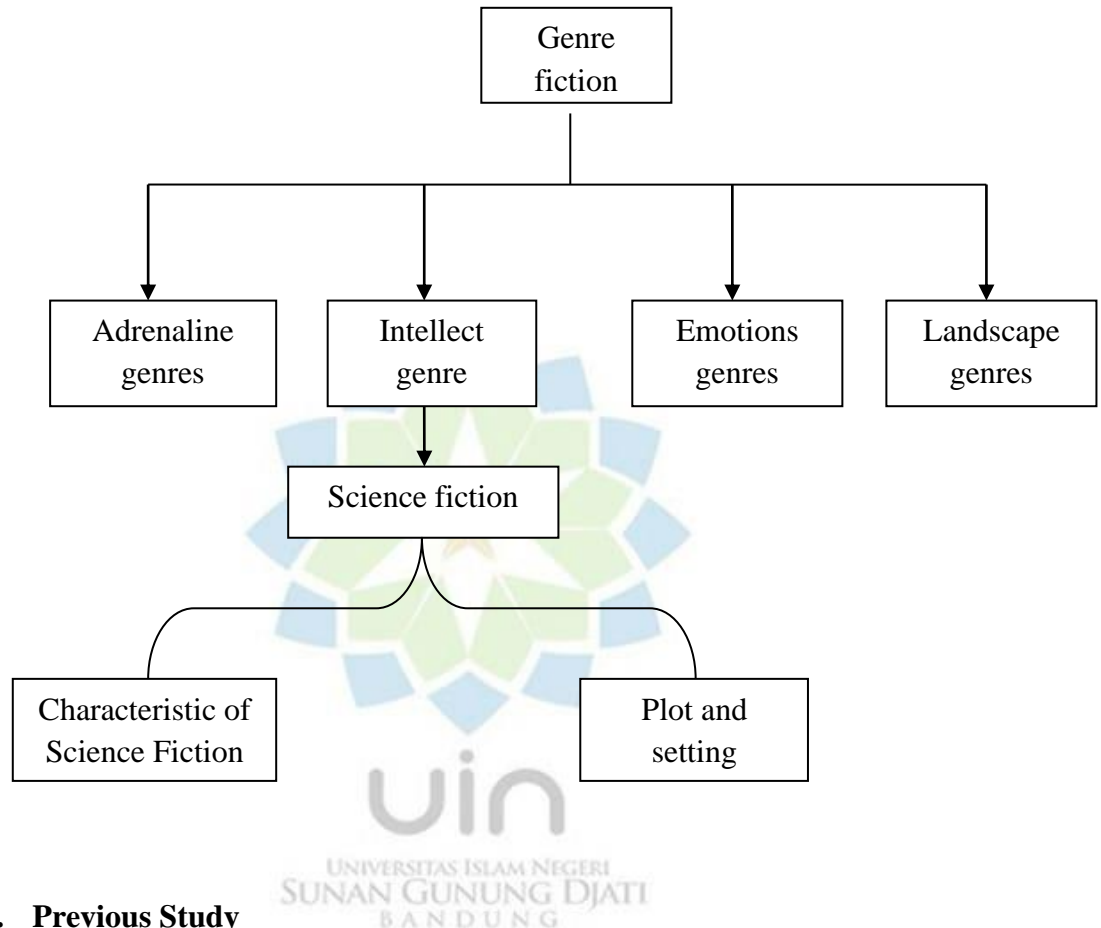 Genre
fiction
Adrenaline
genres
Intellect
genre
Emotions
genres
Landscape
genres
Science fiction
Characteristic of
Science Fiction
Plot and
setting
uin
UNIVERSITAS ISLAM NEGERI
SUNAN GUNUNG DJATI
BANDUNG
. Previous Study